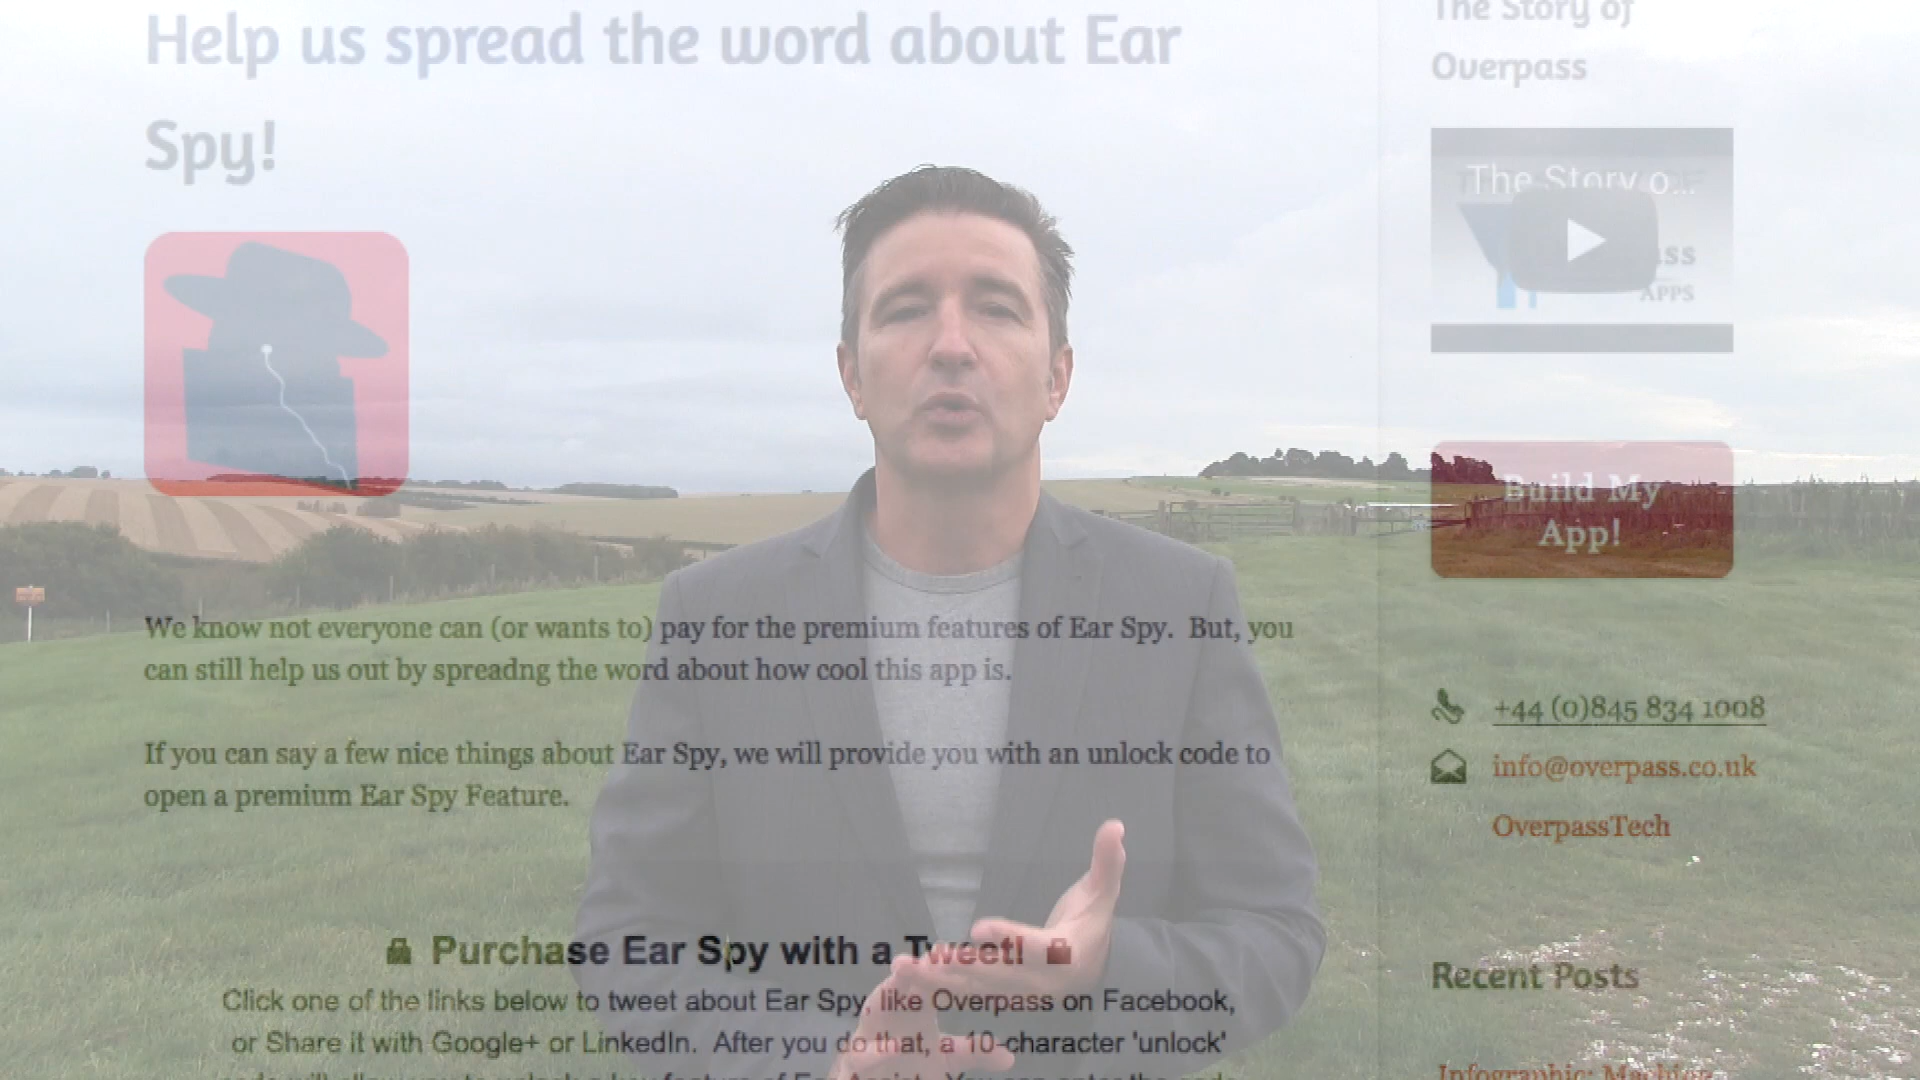 Help us spread the word about Ear
Spy!
We know not everyone can (or wants to) pay for the premium features of Ear Spy. But, you
can still help us out by spreadng the word about how cool this app is.
If you can say a few nice things about Ear Spy, we will provide you with an unlock code to
open a premium Ear Spy Feature.
Purchase Ear Spy with a Tweet!
Click one of the links below to tweet about Ear Spy, like Overpass on Facebook,
or Share it with Google+ or LinkedIn. After you do that, a 10-character 'unlock'
The Story of
Overpass
The Story o...
APPS
Build My
App!
+44 (0)845 834 1008
info@overpass.co.uk
OverpassTech
Recent Posts
Infographic: